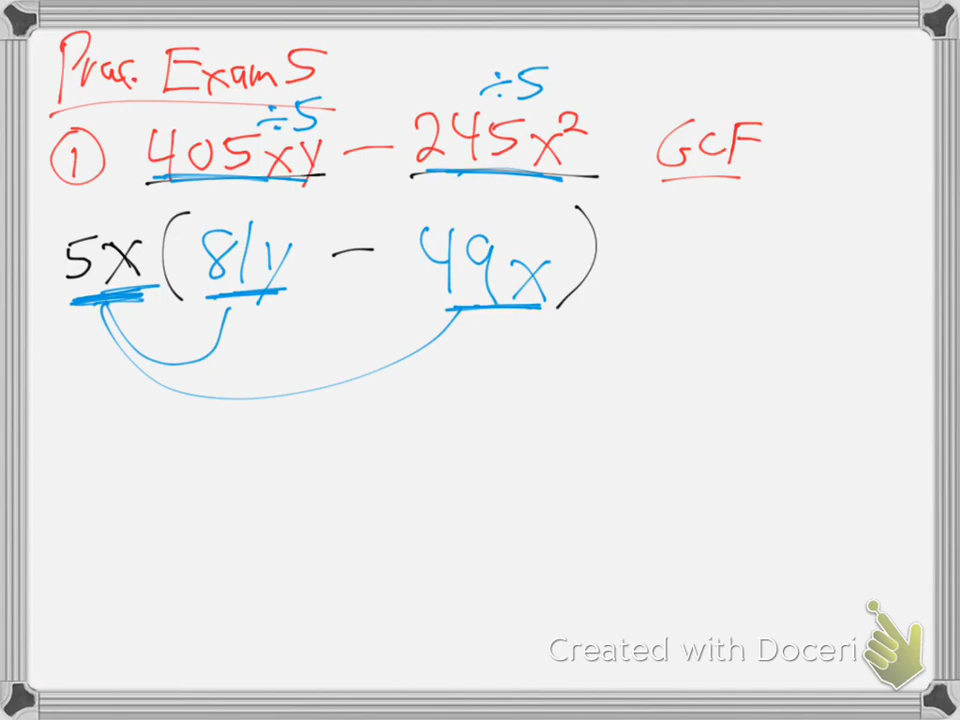 Prac. Exam 5
÷5 ÷5
① 405xy - 245x² GCF
5x(81y - 49x)
Created with Doceri